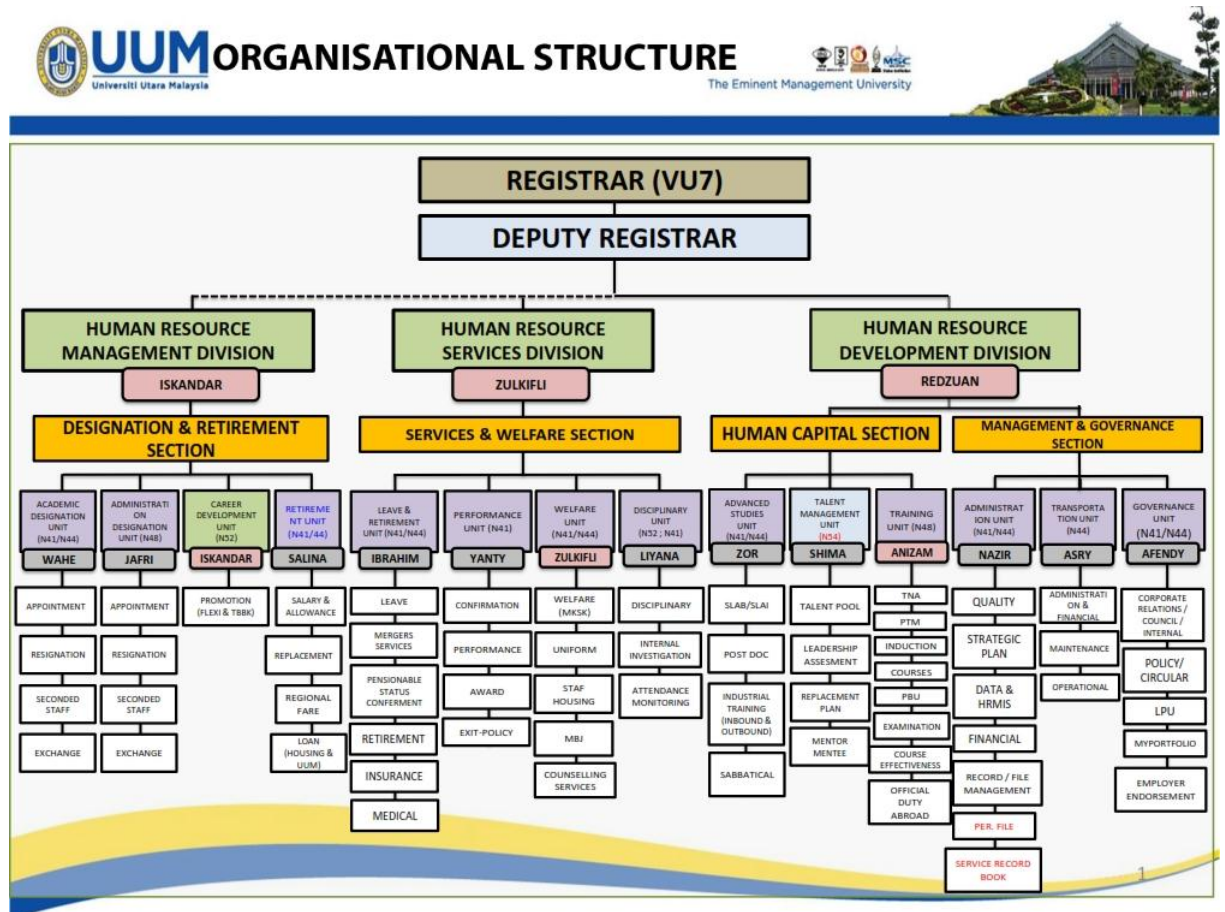 UUM ORGANISATIONAL STRUCTURE
Universiti Utara Malaysia
MSC
The Eminent Management University
REGISTRAR (VU7)
DEPUTY REGISTRAR
HUMAN RESOURCE
MANAGEMENT DIVISION
ISKANDAR
HUMAN RESOURCE
SERVICES DIVISION
ZULKIFLI
HUMAN RESOURCE
DEVELOPMENT DIVISION
REDZUAN
DESIGNATION & RETIREMENT
SECTION
SERVICES & WELFARE SECTION
HUMAN CAPITAL SECTION
MANAGEMENT & GOVERNANCE
SECTION
ACADEMIC
DESIGNATION
UNIT
(N41/N44)
WAHE
APPOINTMENT
RESIGNATION
SECONDED
STAFF
EXCHANGE
ADMINISTRATI
ON
DESIGNATION
UNIT (N48)
JAFRI
APPOINTMENT
RESIGNATION
SECONDED
STAFF
EXCHANGE
CAREER
DEVELOPMENT
UNIT
(N52)
ISKANDAR
PROMOTION
(FLEXI & TBBK)
RETIREME
NT UNIT
(N41/44)
SALINA
SALARY &
ALLOWANCE
REPLACEMENT
REGIONAL
FARE
LOAN
(HOUSING &
UUM)
LEAVE &
RETIREMENT
UNIT (N41/N44)
IBRAHIM
LEAVE
MERGERS
SERVICES
PENSIONABLE
STATUS
CONFERMENT
RETIREMENT
INSURANCE
MEDICAL
PERFORMANCE
UNIT (N41)
YANTY
CONFIRMATION
PERFORMANCE
AWARD
EXIT-POLICY
WELFARE
UNIT
(N41/N44)
ZULKIFLI
WELFARE
(MKSK)
UNIFORM
STAF
HOUSING
MBJ
COUNSELLING
SERVICES
DISCIPLINARY
UNIT
(N52 ; N41)
LIYANA
DISCIPLINARY
INTERNAL
INVESTIGATION
ATTENDANCE
MONITORING
ADVANCED
STUDIES
UNIT
(N41/N44)
ZOR
SLAB/SLAI
POST DOC
INDUSTRIAL
TRAINING
(INBOUND &
OUTBOUND)
SABBATICAL
TALENT
MANAGEMENT
UNIT
(N54)
SHIMA
TALENT POOL
LEADERSHIP
ASSESMENT
REPLACEMENT
PLAN
MENTOR
MENTEE
TRAINING
UNIT (N48)
ANIZAM
TNA
PTM
INDUCTION
COURSES
PBU
EXAMINATION
COURSE
EFFECTIVENESS
OFFICIAL
DUTY
ABROAD
ADMINISTRAT
ION UNIT
(N41/N44)
NAZIR
QUALITY
STRATEGIC
PLAN
DATA &
HRMIS
FINANCIAL
RECORD / FILE
MANAGEMENT
PER. FILE
SERVICE RECORD
BOOK
TRANSPORTA
TION UNIT
(N44)
ASRY
ADMINISTRATI
ON &
FINANCIAL
MAINTENANCE
OPERATIONAL
GOVERNANCE
UNIT
(N41/N44)
AFENDY
CORPORATE
RELATIONS /
COUNCIL /
INTERNAL
POLICY/
CIRCULAR
LPU
MYPORTFOLIO
EMPLOYER
ENDORSEMENT
1